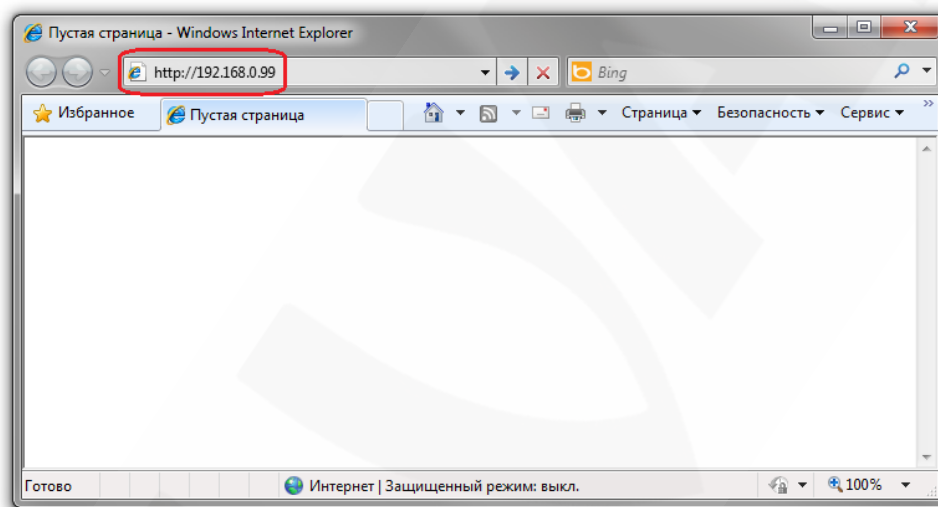 Пустая страница - Windows Internet Explorer
http://192.168.0.99
Bing
Избранное
Пустая страница
Страница
Безопасность
Сервис
Готово
Интернет | Защищенный режим: выкл.
100%